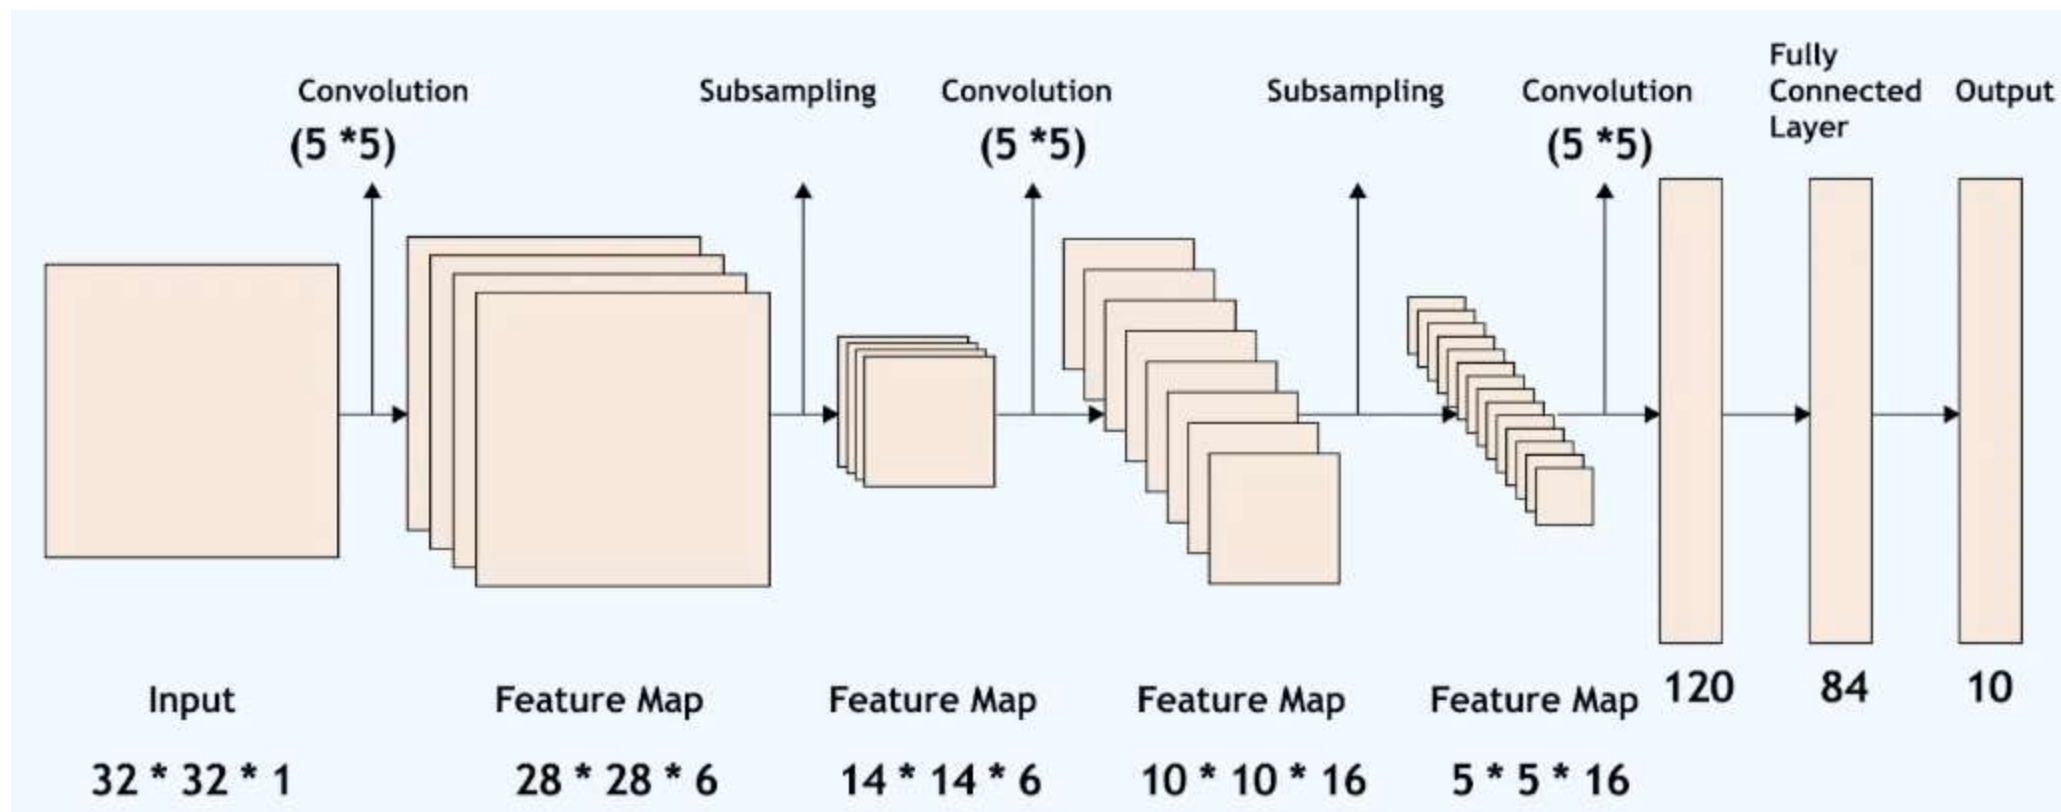 Convolution
(5 *5)
Subsampling
Convolution
(5 *5)
Subsampling
Convolution
(5 *5)
Fully
Connected
Layer
Output
Input
32 * 32 * 1
Feature Map
28 * 28 * 6
Feature Map
14 * 14 * 6
Feature Map
10 * 10 * 16
Feature Map
5 * 5 * 16
120
84
10